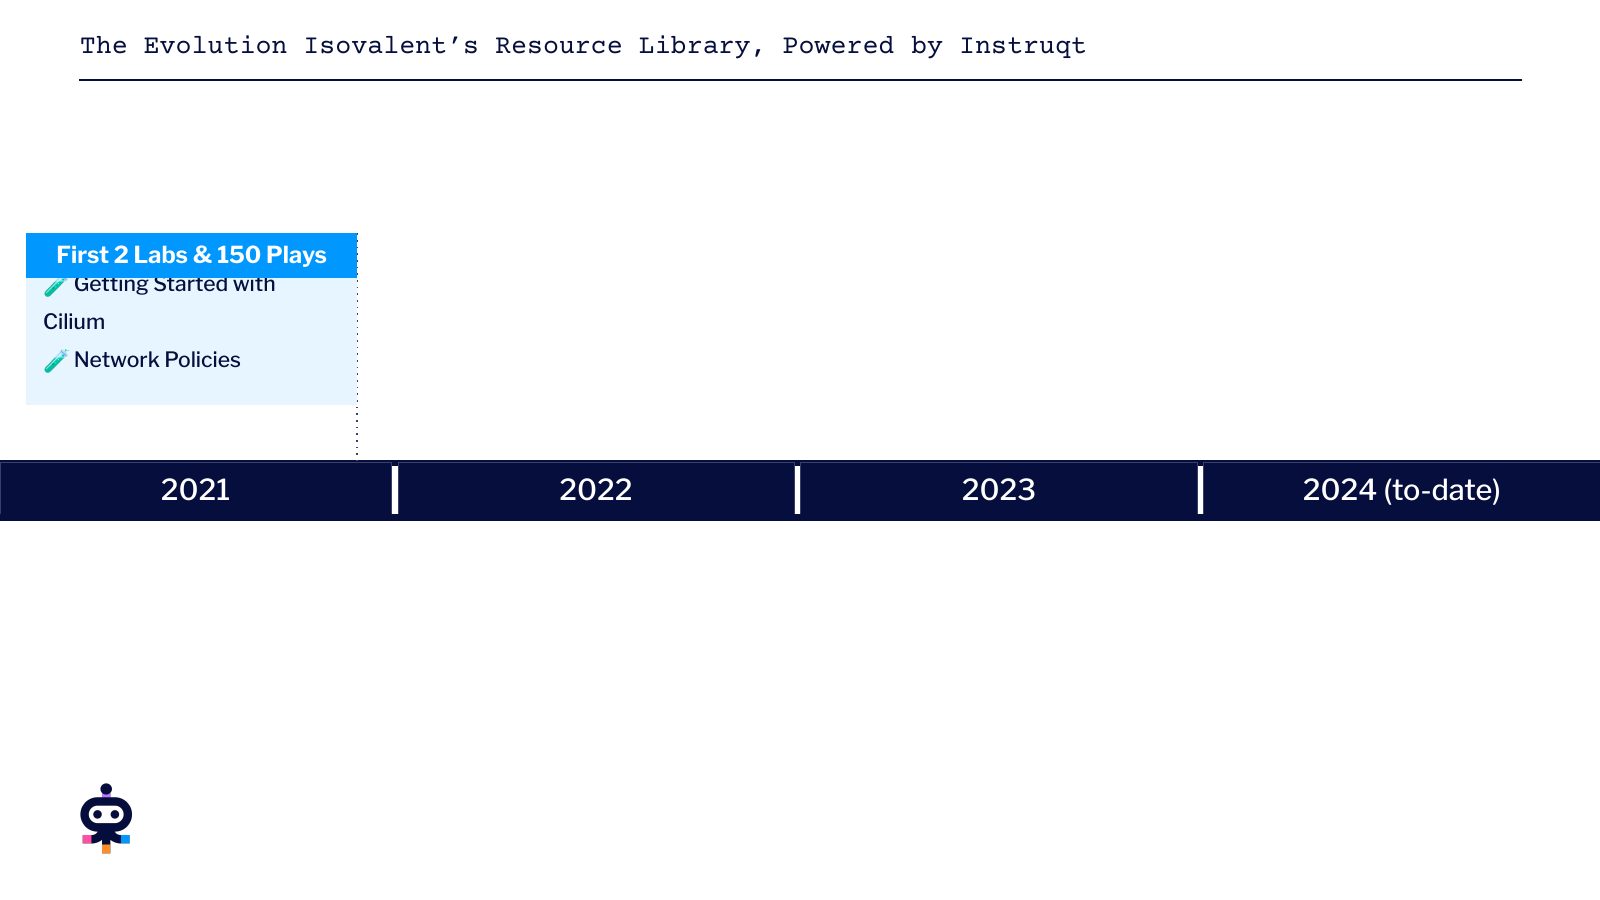 The Evolution Isovalent’s Resource Library, Powered by Instruqt
First 2 Labs & 150 Plays
🧪 Getting Started with
Cilium
🧪 Network Policies
2021
2022
2023
2024 (to-date)